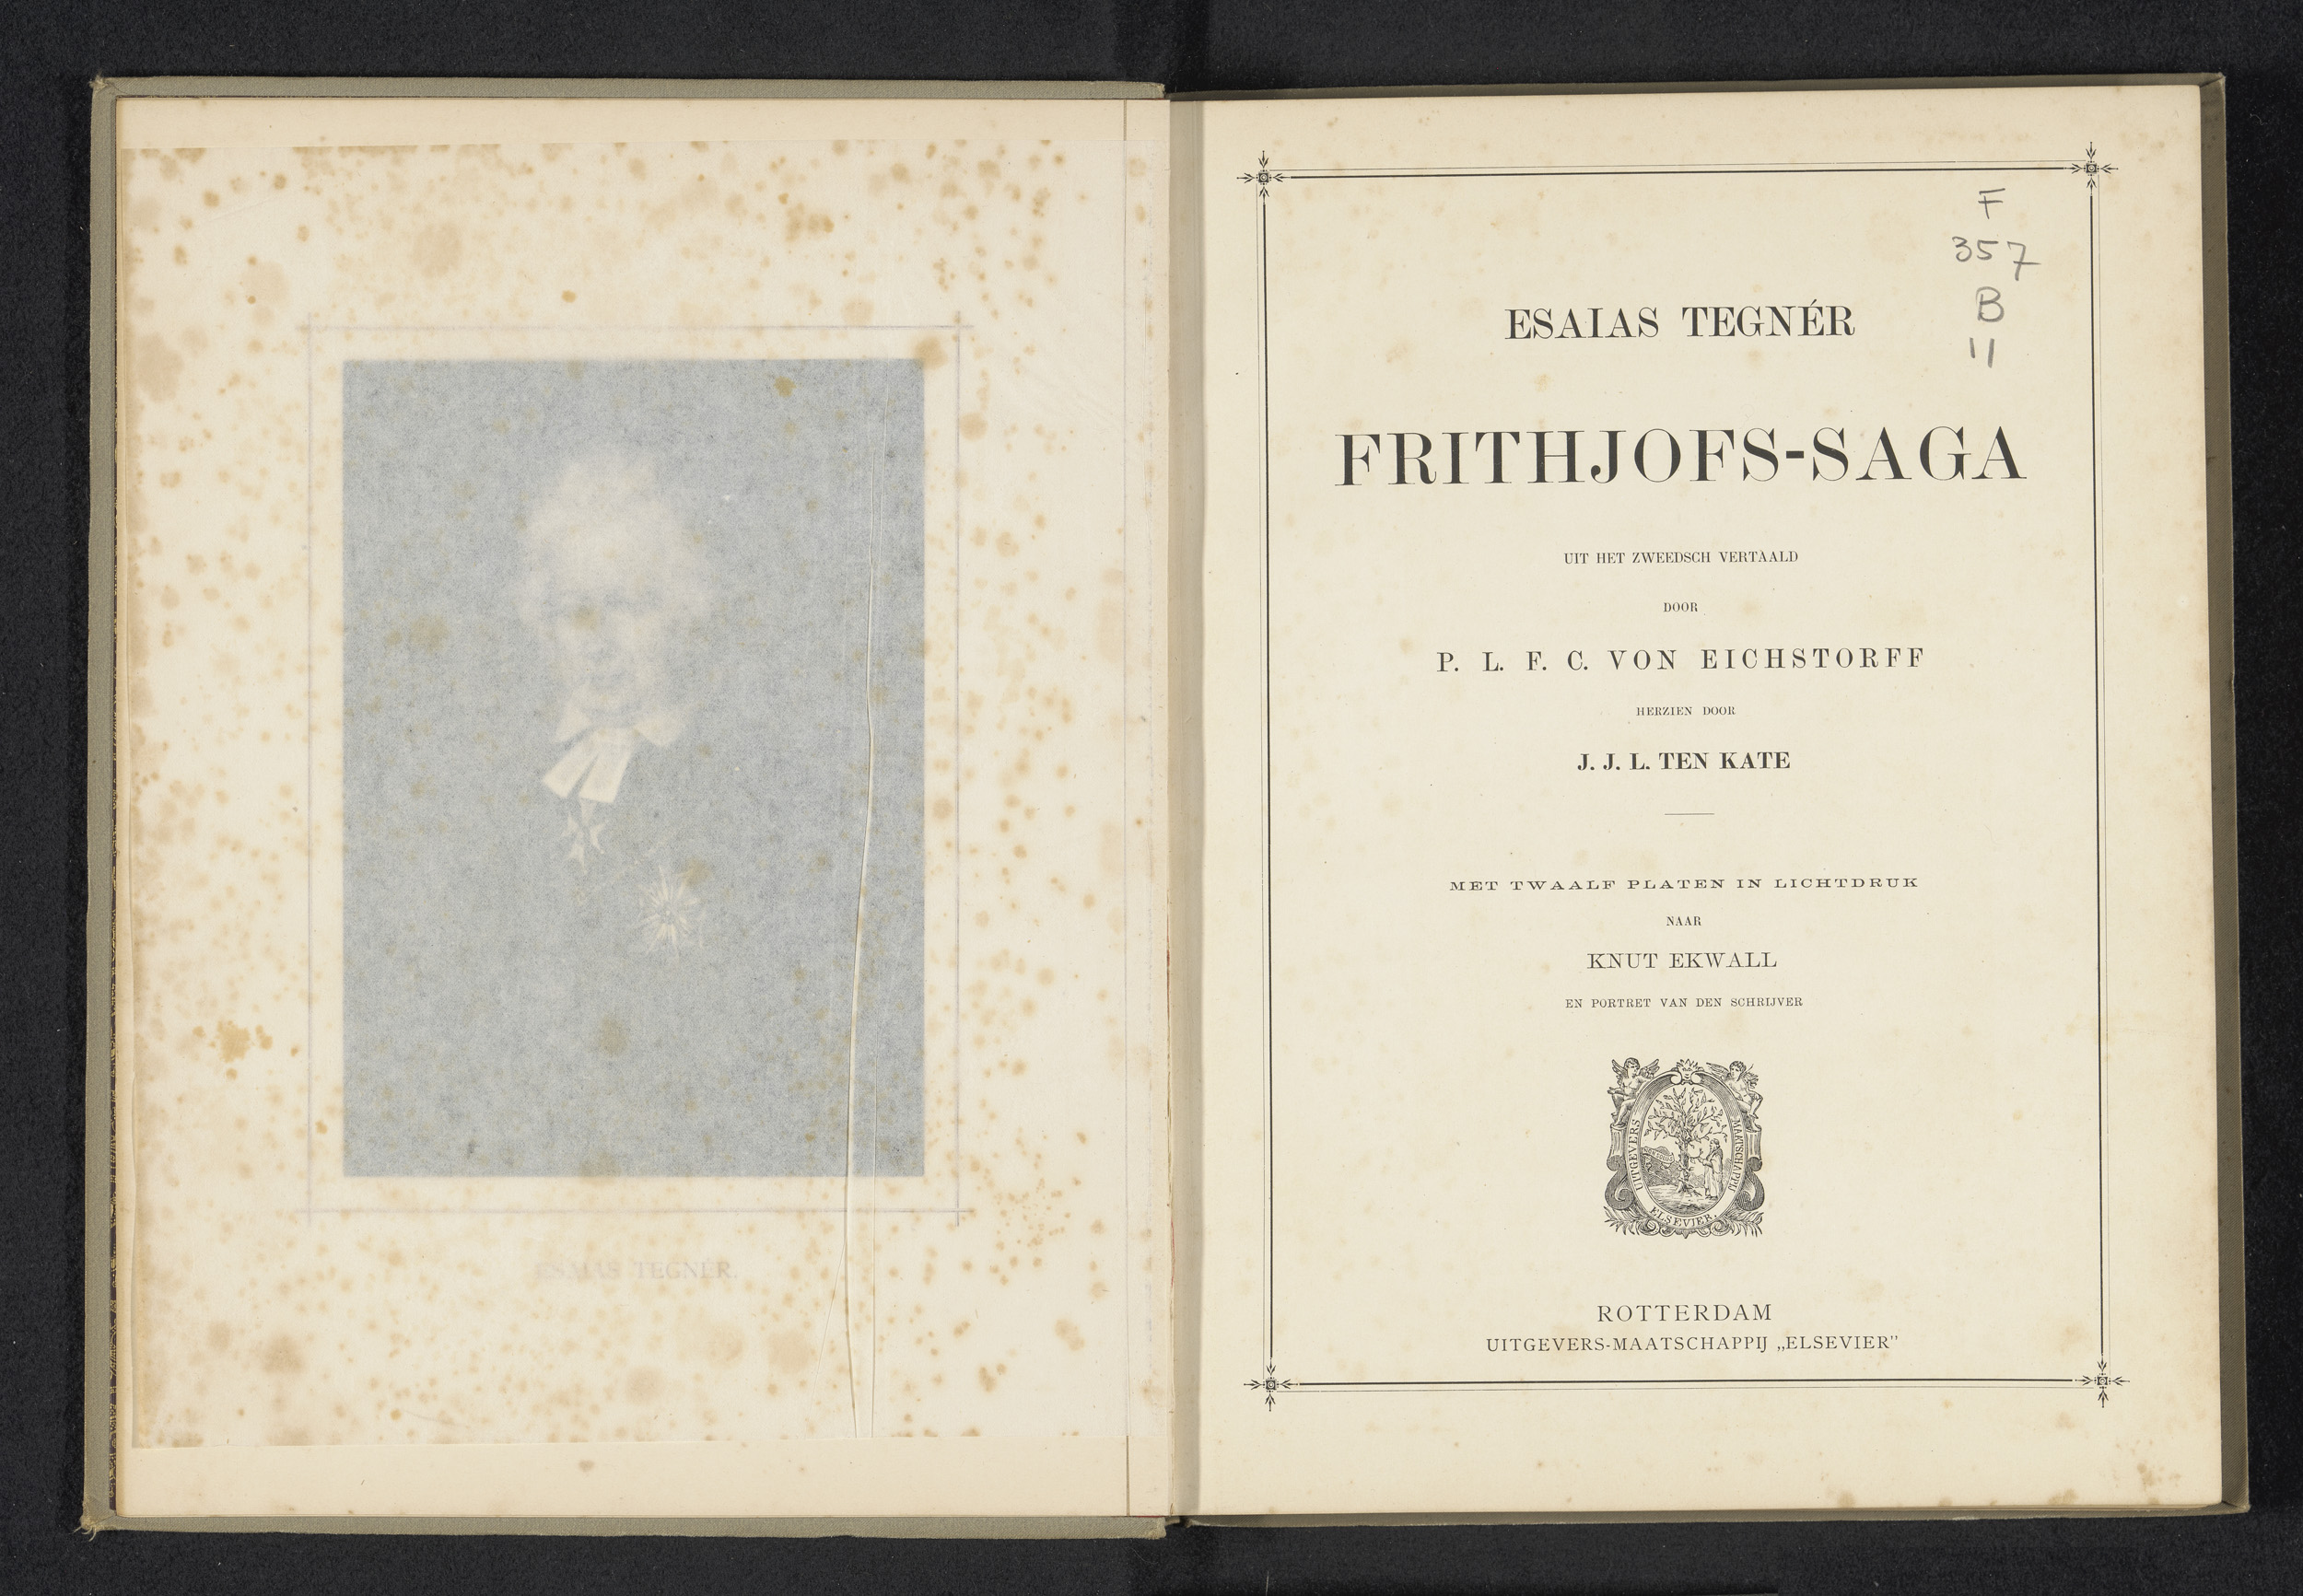 ESAIAS TEGNÉR.
F
357
B
11
ESAIAS TEGNÉR
FRITHJOFS-SAGA
UIT HET ZWEEDSCH VERTAALD
DOOR
P. L. F. C. VON EICHSTORFF
HERZIEN DOOR
J. J. L. TEN KATE
MET TWAALF PLATEN IN LICHTDRUK
NAAR
KNUT EKWALL
EN PORTRET VAN DEN SCHRIJVER
UITGEVERS
MAATSCHAPPIJ
ELSEVIER.
ROTTERDAM
UITGEVERS-MAATSCHAPPIJ „ELSEVIER"